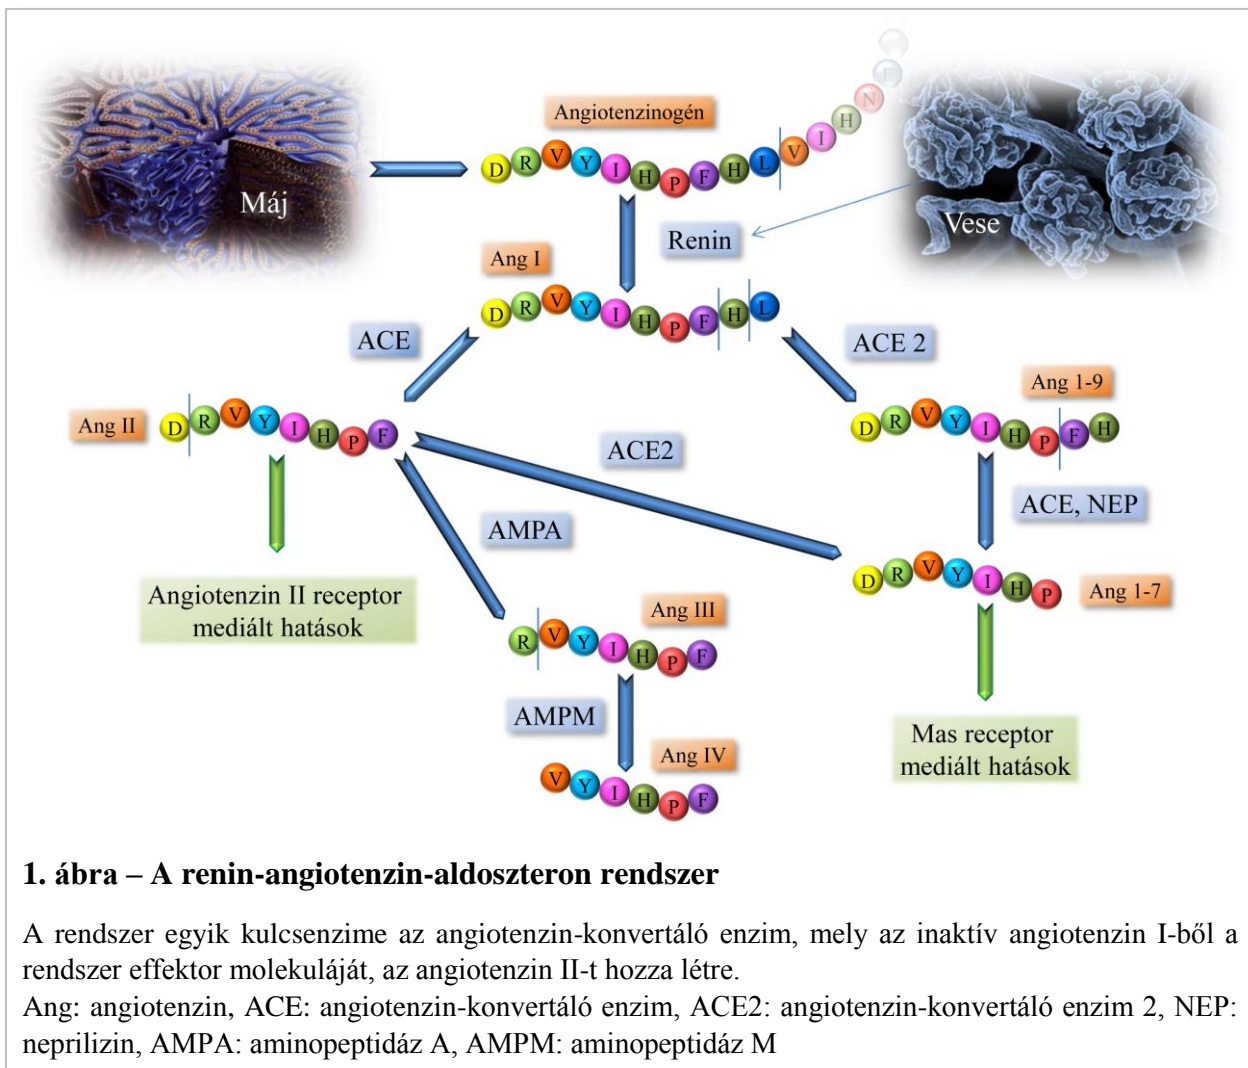 Angiotenzinogén
D R V Y I H P F H L V I H N
Máj
Vese
Renin
Ang I
D R V Y I H P F H L
ACE
ACE 2
Ang 1-9
Ang II
D R V Y I H P F
D R V Y I H P F H
ACE2
ACE, NEP
AMPA
Angiotenzin II receptor
mediált hatások
D R V Y I H P
Ang 1-7
Ang III
R V Y I H P F
AMPM
Ang IV
V Y I H P F
Mas receptor
mediált hatások
1. ábra – A renin-angiotenzin-aldoszteron rendszer
A rendszer egyik kulcsenzime az angiotenzin-konvertáló enzim, mely az inaktív angiotenzin I-ből a
rendszer effektor molekuláját, az angiotenzin II-t hozza létre.
Ang: angiotenzin, ACE: angiotenzin-konvertáló enzim, ACE2: angiotenzin-konvertáló enzim 2, NEP:
neprilizin, AMPA: aminopeptidáz A, AMPM: aminopeptidáz M